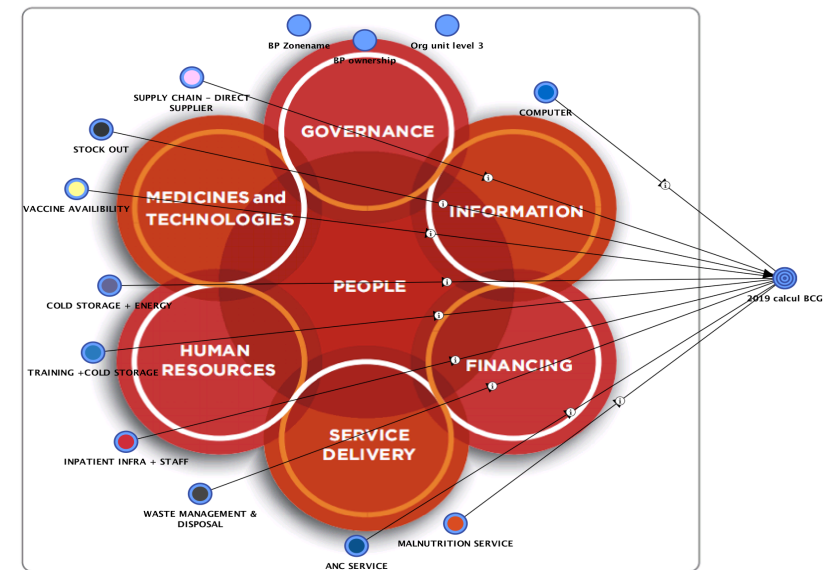 BP Zonename
Org unit level 3
BP ownership
SUPPLY CHAIN - DIRECT
SUPPLIER
COMPUTER
GOVERNANCE
STOCK OUT
MEDICINES and
TECHNOLOGIES
INFORMATION
VACCINE AVAILIBILITY
PEOPLE
COLD STORAGE + ENERGY
2019 calcul BCG
HUMAN
RESOURCES
FINANCING
TRAINING +COLD STORAGE
SERVICE
DELIVERY
INPATIENT INFRA + STAFF
WASTE MANAGEMENT &
DISPOSAL
MALNUTRITION SERVICE
ANC SERVICE